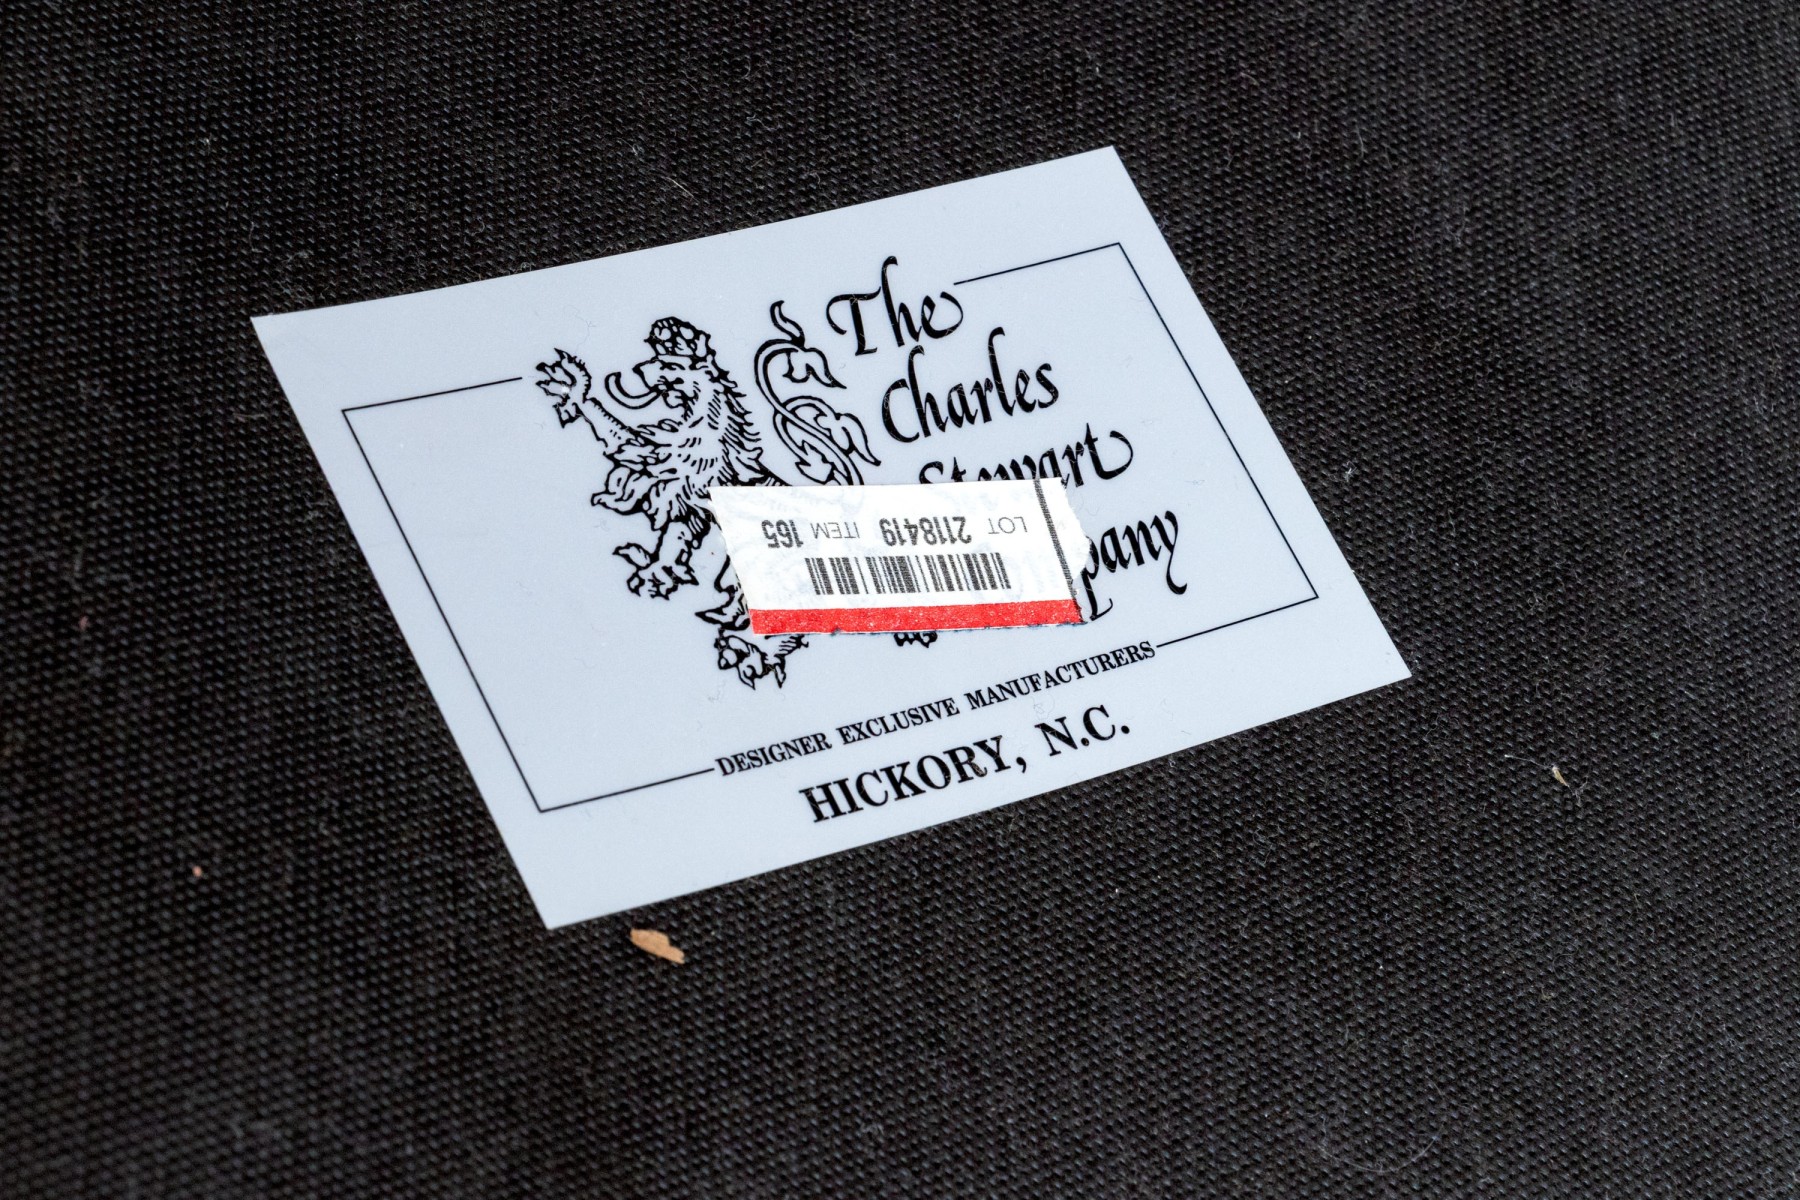 The
Charles
Stewart
pany
LOT 2118419 ITEM 165
DESIGNER EXCLUSIVE MANUFACTURERS
HICKORY, N.C.